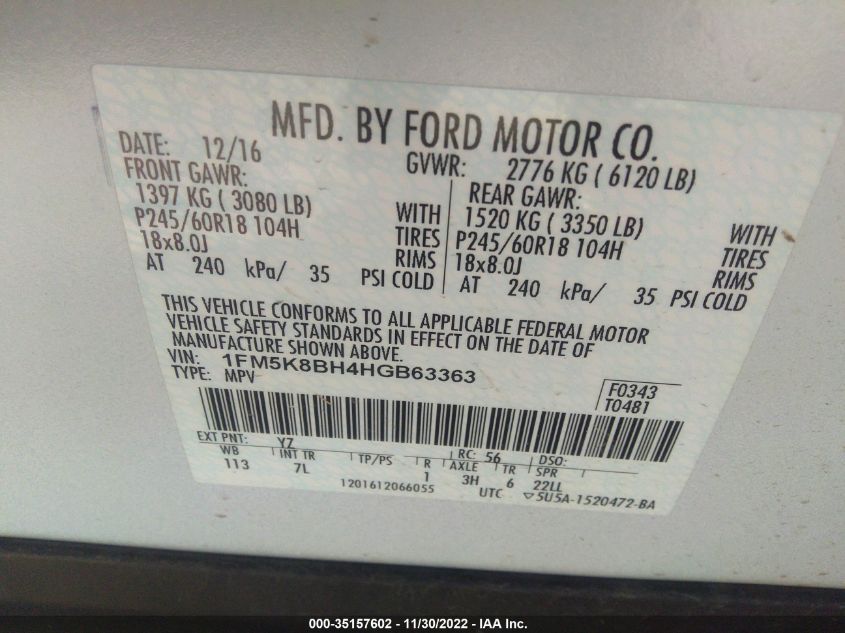 MFD. BY FORD MOTOR CO.
DATE: 12/16 GVWR: 2776 KG ( 6120 LB)
FRONT GAWR: REAR GAWR:
1397 KG ( 3080 LB) WITH 1520 KG ( 3350 LB) WITH
P245/60R18 104H TIRES P245/60R18 104H TIRES
18x8.0J RIMS 18x8.0J RIMS
AT 240 kPa/ 35 PSI COLD AT 240 kPa/ 35 PSI COLD
THIS VEHICLE CONFORMS TO ALL APPLICABLE FEDERAL MOTOR
VEHICLE SAFETY STANDARDS IN EFFECT ON THE DATE OF
MANUFACTURE SHOWN ABOVE.
VIN: 1FM5K8BH4HGB63363
TYPE: MPV
F0343
T0481
EXT PNT: YZ RC: 56 DSO:
WB INT TR TP/PS R AXLE TR SPR
113 7L 1 3H 6 22LL
1201612066055 UTC ▽5U5A-1520472-BA
000-35157602 - 11/30/2022 - IAA Inc.